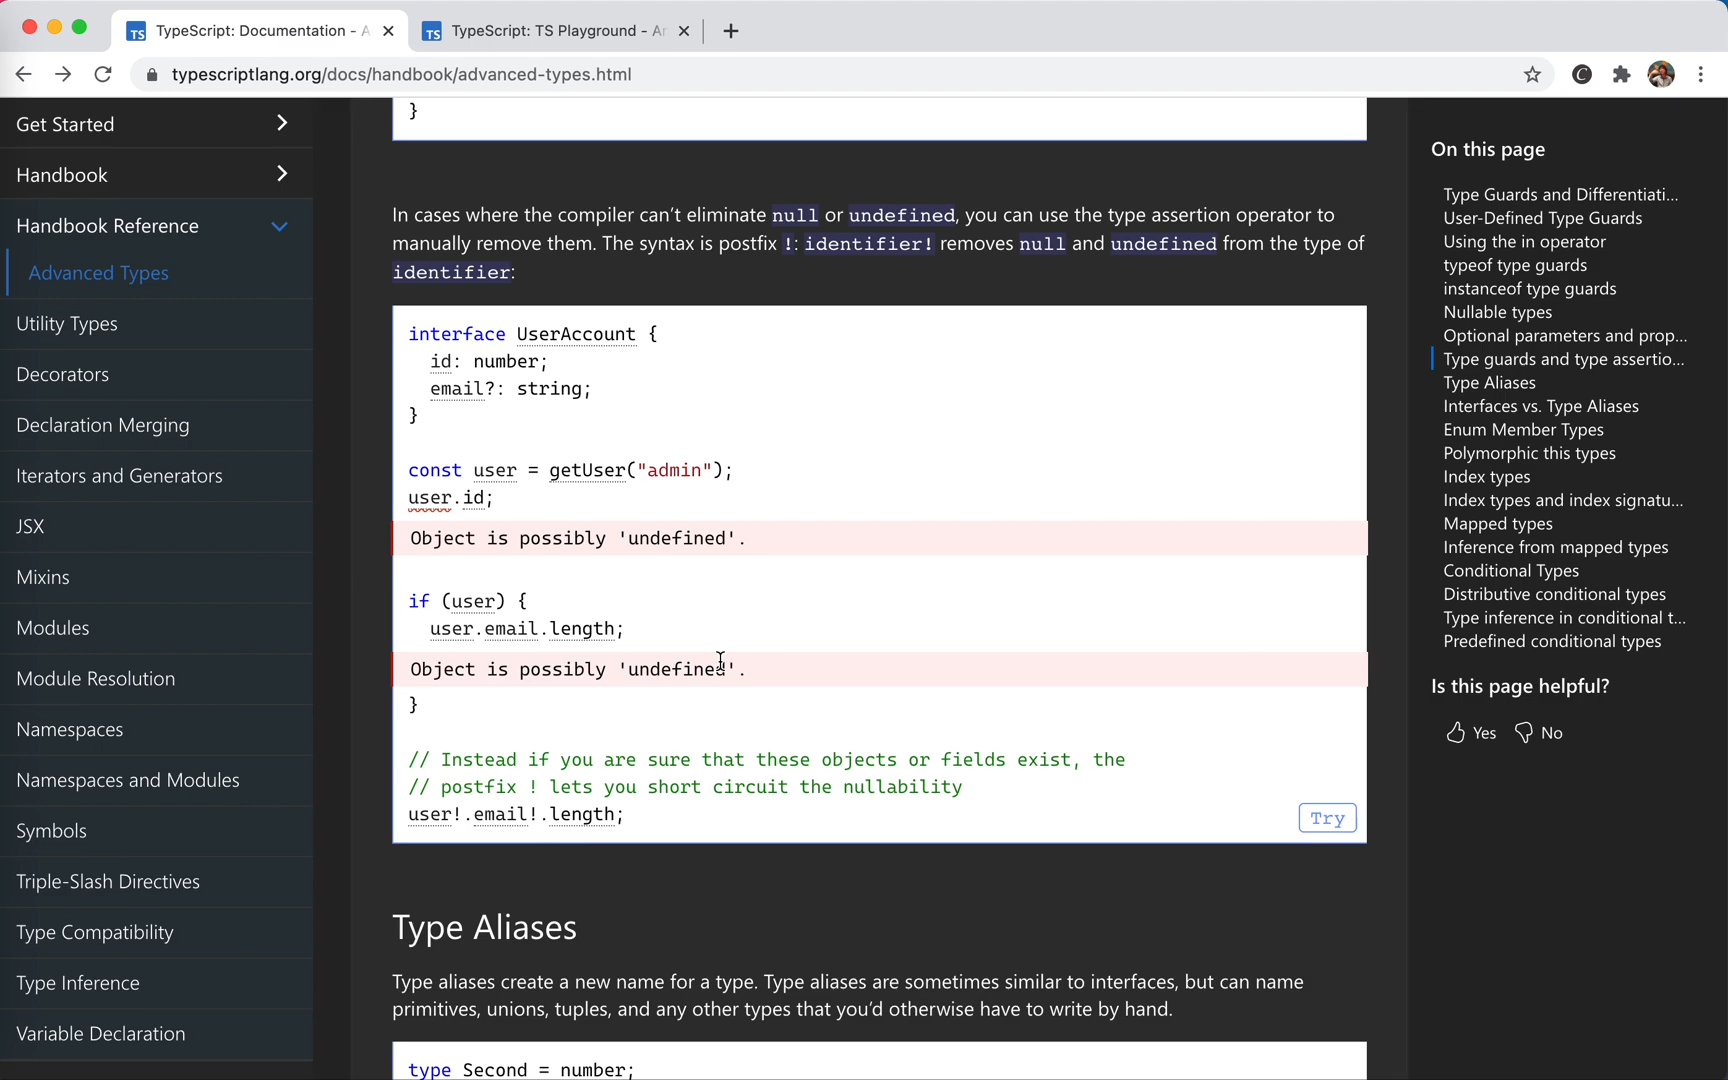 TypeScript: Documentation - A
TypeScript: TS Playground - An
typescriptlang.org/docs/handbook/advanced-types.html
Get Started
Handbook
Handbook Reference
Advanced Types
Utility Types
Decorators
Declaration Merging
Iterators and Generators
JSX
Mixins
Modules
Module Resolution
Namespaces
Namespaces and Modules
Symbols
Triple-Slash Directives
Type Compatibility
Type Inference
Variable Declaration
}
In cases where the compiler can’t eliminate null or undefined, you can use the type assertion operator to
manually remove them. The syntax is postfix !: identifier! removes null and undefined from the type of
identifier:
interface UserAccount {
id: number;
email?: string;
}
const user = getUser("admin");
user.id;
Object is possibly 'undefined'.
if (user) {
user.email.length;
Object is possibly 'undefined'.
}
// Instead if you are sure that these objects or fields exist, the
// postfix ! lets you short circuit the nullability
user!.email!.length;
Try
Type Aliases
Type aliases create a new name for a type. Type aliases are sometimes similar to interfaces, but can name
primitives, unions, tuples, and any other types that you’d otherwise have to write by hand.
type Second = number;
On this page
Type Guards and Differentiati...
User-Defined Type Guards
Using the in operator
typeof type guards
instanceof type guards
Nullable types
Optional parameters and prop...
Type guards and type assertio...
Type Aliases
Interfaces vs. Type Aliases
Enum Member Types
Polymorphic this types
Index types
Index types and index signatu...
Mapped types
Inference from mapped types
Conditional Types
Distributive conditional types
Type inference in conditional t...
Predefined conditional types
Is this page helpful?
Yes No